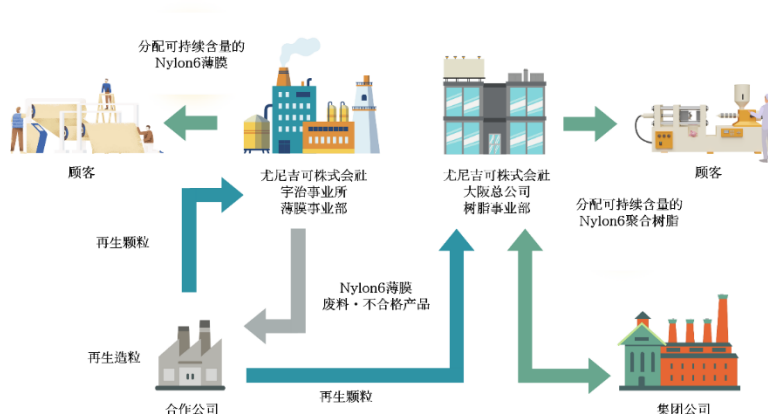 分配可持续含量的
Nylon6薄膜
顾客
尤尼吉可株式会社
宇治事业所
薄膜事业部
尤尼吉可株式会社
大阪总公司
树脂事业部
顾客
分配可持续含量的
Nylon6聚合树脂
再生颗粒
Nylon6薄膜
废料・不合格产品
再生造粒
再生颗粒
合作公司
集团公司